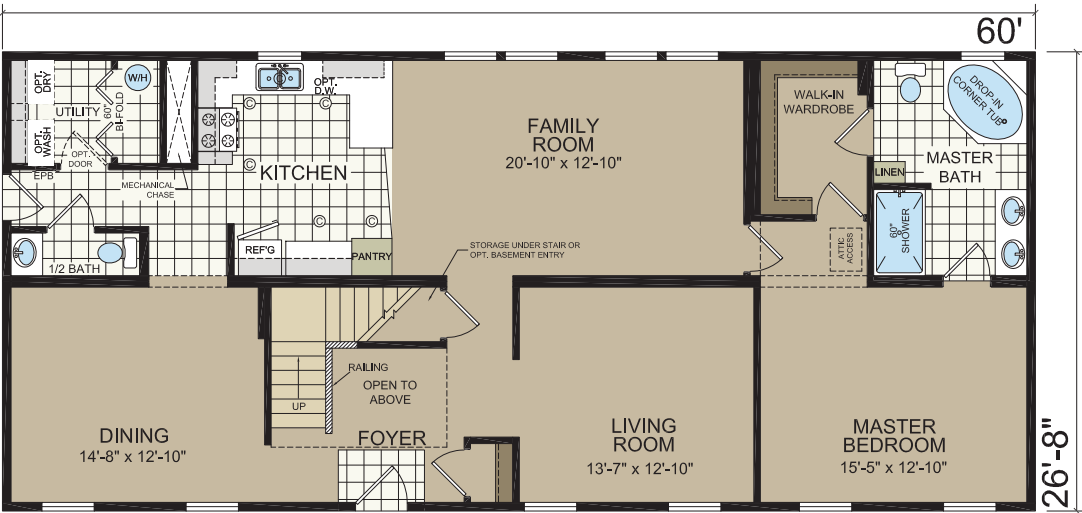 60'
OPT. DRY
W/H
UTILITY
60" BI-FOLD
OPT. WASH
OPT. DOOR
EPB
MECHANICAL
CHASE
OPT.
D.W.
C
C
C
C
C
KITCHEN
REF'G
PANTRY
1/2 BATH
FAMILY
ROOM
20'-10" x 12'-10"
STORAGE UNDER STAIR OR
OPT. BASEMENT ENTRY
WALK-IN
WARDROBE
DROP-IN
CORNER TUB
MASTER
BATH
LINEN
60"
SHOWER
ATTIC
ACCESS
DINING
14'-8" x 12'-10"
UP
RAILING
OPEN TO
ABOVE
FOYER
LIVING
ROOM
13'-7" x 12'-10"
MASTER
BEDROOM
15'-5" x 12'-10"
26'-8"